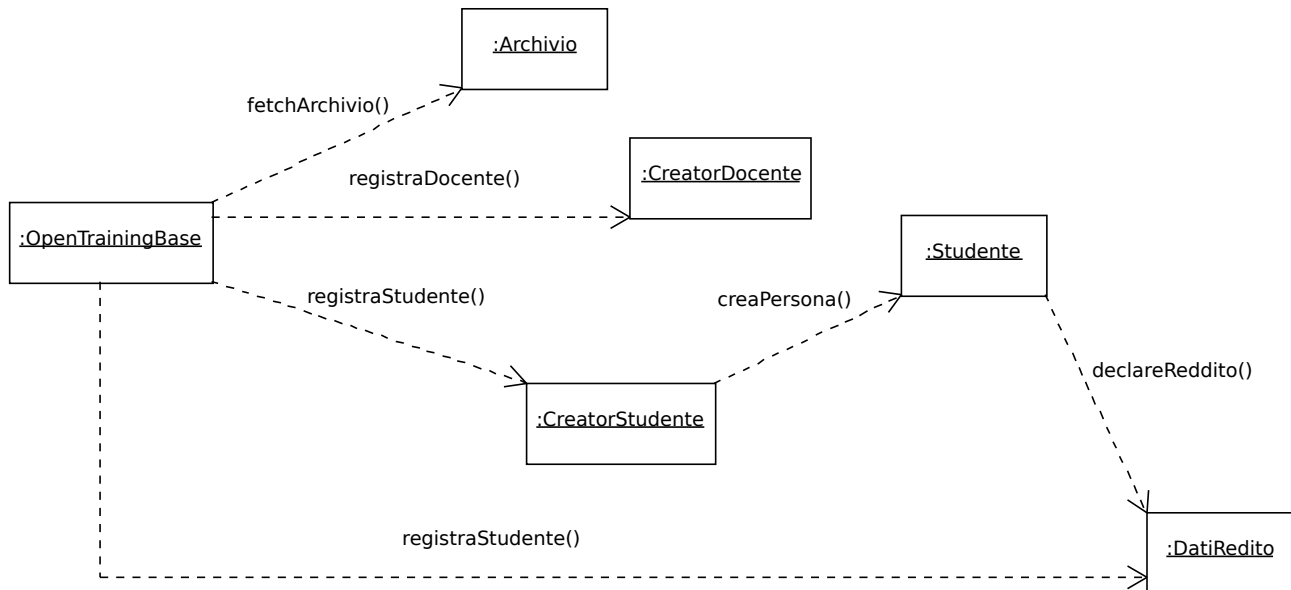 :Archivio
fetchArchivio()
:CreatorDocente
registraDocente()
:OpenTrainingBase
:Studente
registraStudente()
creaPersona()
declareReddito()
:CreatorStudente
registraStudente()
:DatiRedito